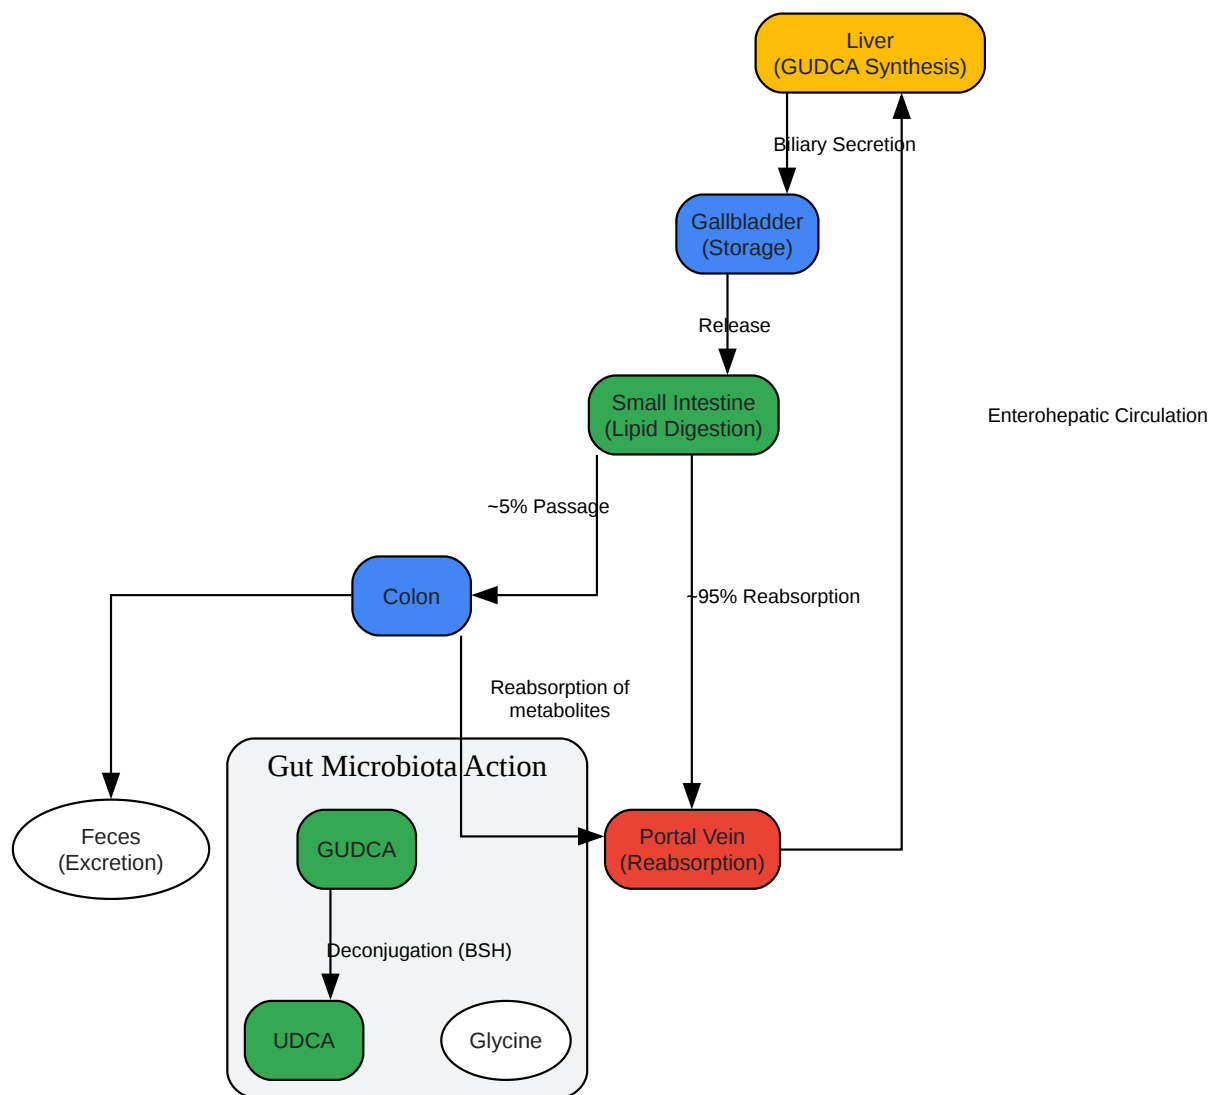 Liver
(GUDCA Synthesis)
Biliary Secretion
Gallbladder
(Storage)
Release
Small Intestine
(Lipid Digestion)
Enterohepatic Circulation
~5% Passage
Colon
~95% Reabsorption
Reabsorption of
metabolites
Gut Microbiota Action
Feces
(Excretion)
GUDCA
Portal Vein
(Reabsorption)
Deconjugation (BSH)
UDCA
Glycine